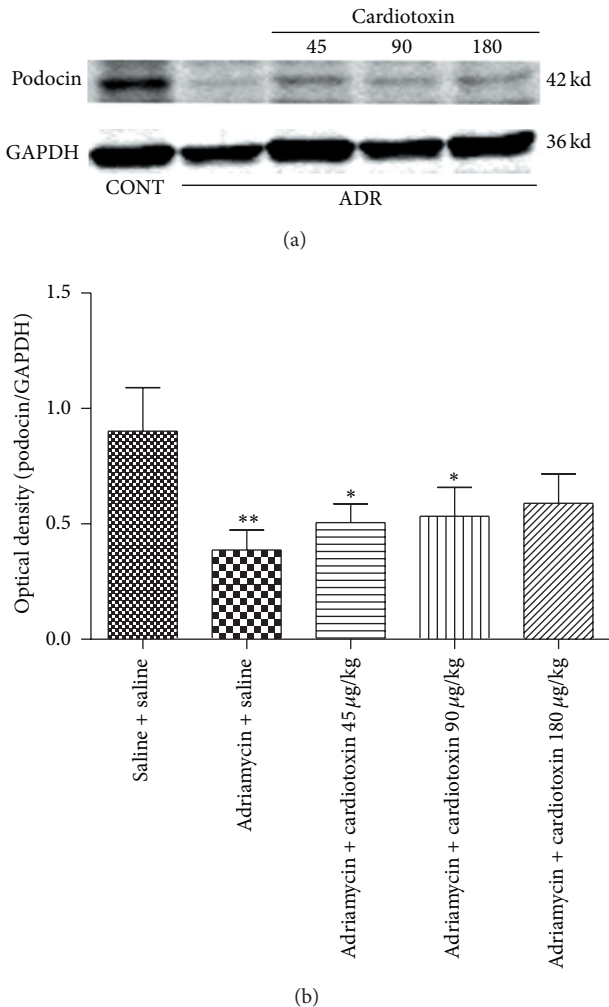 Cardiotoxin
45 90 180
Podocin 42 kd
GAPDH 36 kd
CONT ADR
(a)
Optical density (podocin/GAPDH)
1.5
1.0
0.5
0.0
**
*
*
Saline + saline
Adriamycin + saline
Adriamycin + cardiotoxin 45 μg/kg
Adriamycin + cardiotoxin 90 μg/kg
Adriamycin + cardiotoxin 180 μg/kg
(b)